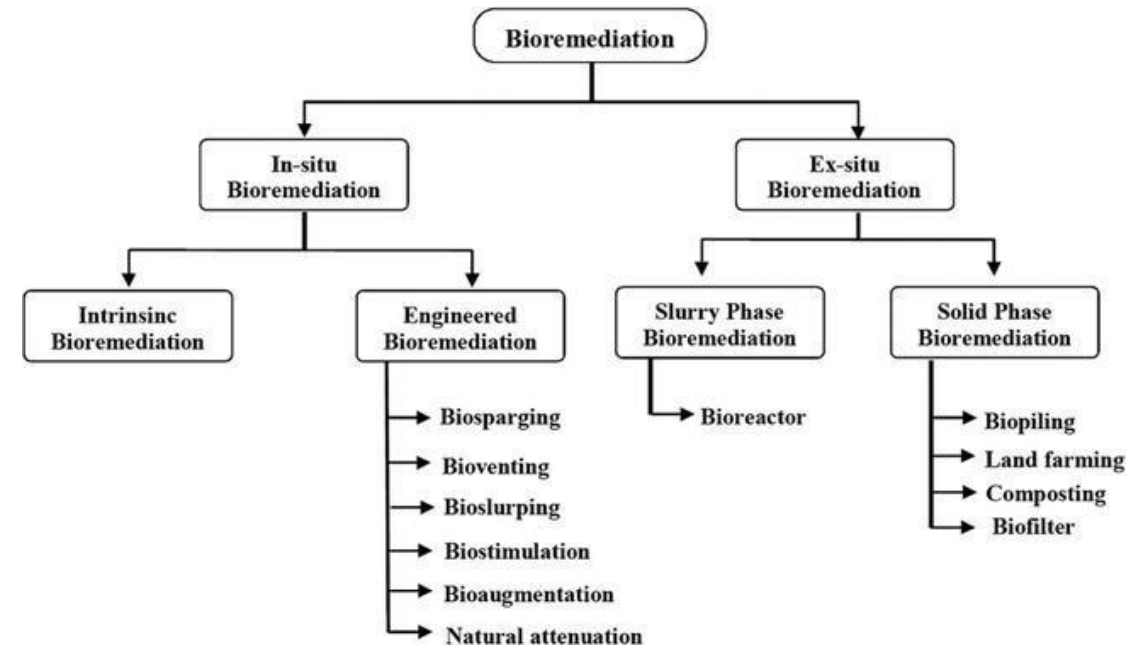 Bioremediation
In-situ
Bioremediation
Ex-situ
Bioremediation
Intrinsinc
Bioremediation
Engineered
Bioremediation
Slurry Phase
Bioremediation
Solid Phase
Bioremediation
Biosparging
Bioventing
Bioslurping
Biostimulation
Bioaugmentation
Natural attenuation
Bioreactor
Biopiling
Land farming
Composting
Biofilter